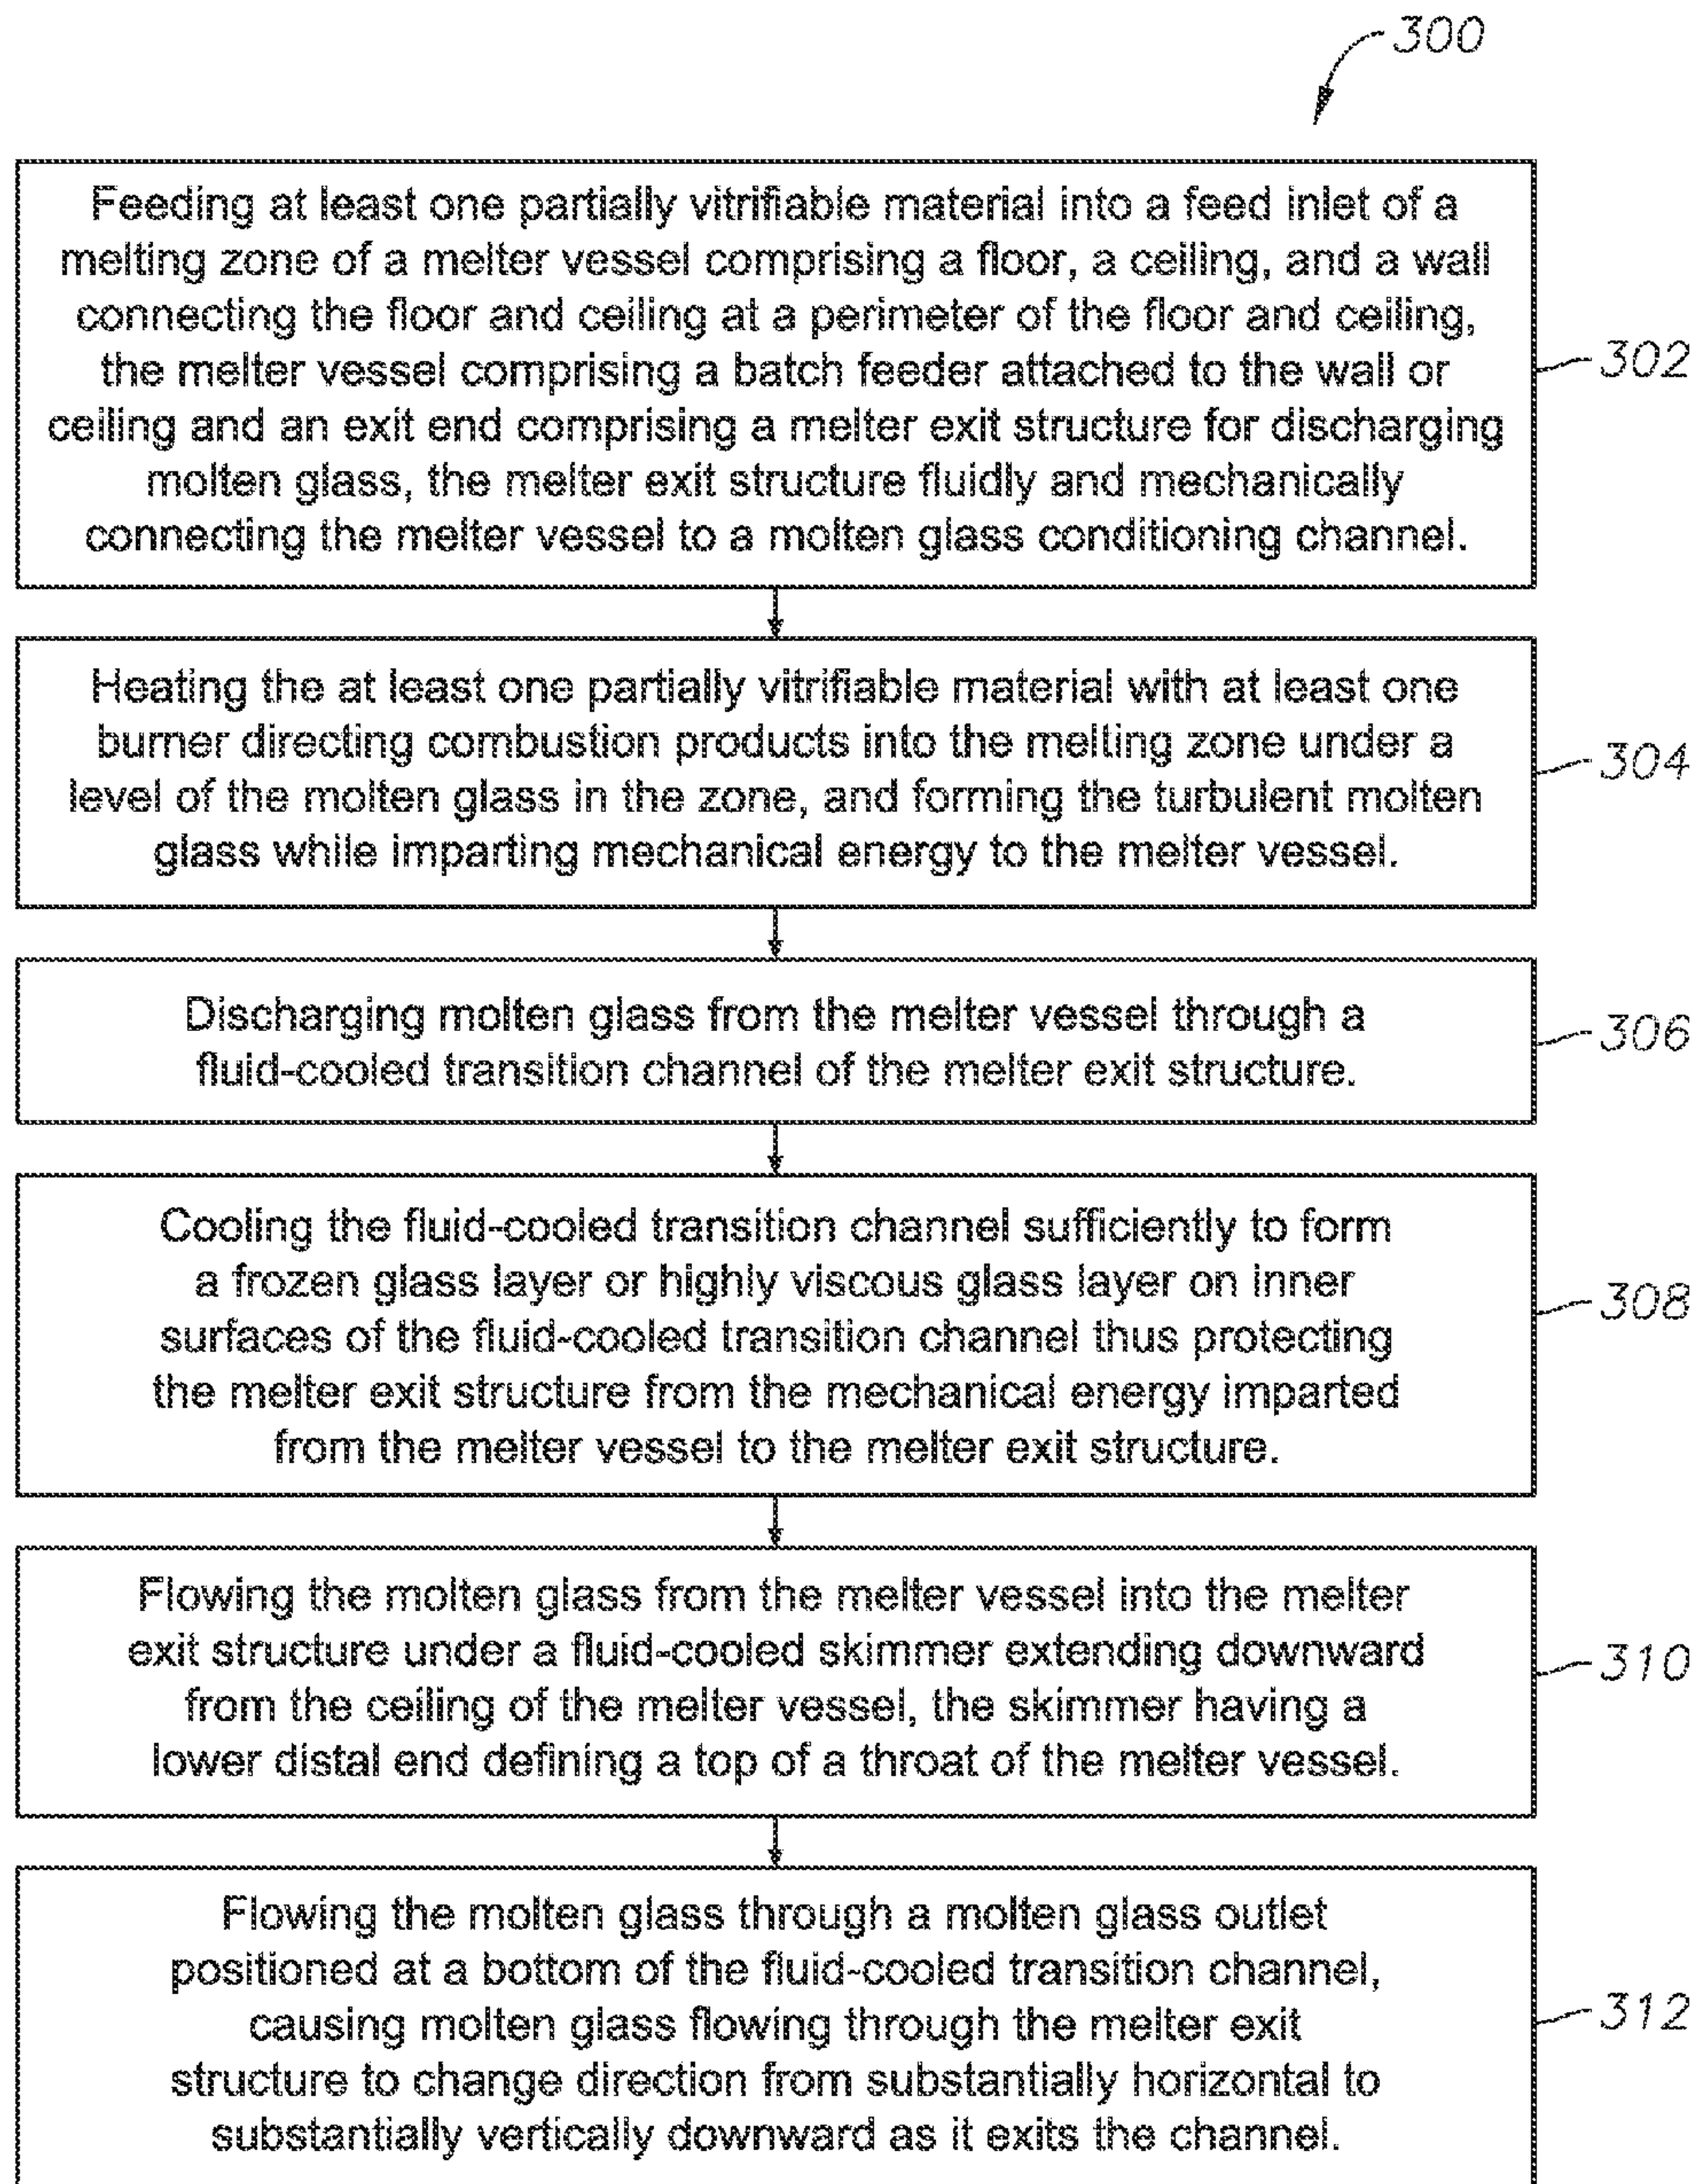 300
Feeding at least one partially vitrifiable material into a feed inlet of a
melting zone of a melter vessel comprising a floor, a ceiling, and a wall
connecting the floor and ceiling at a perimeter of the floor and ceiling,
the melter vessel comprising a batch feeder attached to the wall or
ceiling and an exit end comprising a melter exit structure for discharging
molten glass, the melter exit structure fluidly and mechanically
connecting the melter vessel to a molten glass conditioning channel.
302
Heating the at least one partially vitrifiable material with at least one
burner directing combustion products into the melting zone under a
level of the molten glass in the zone, and forming the turbulent molten
glass while imparting mechanical energy to the melter vessel.
304
Discharging molten glass from the melter vessel through a
fluid-cooled transition channel of the melter exit structure.
306
Cooling the fluid-cooled transition channel sufficiently to form
a frozen glass layer or highly viscous glass layer on inner
surfaces of the fluid-cooled transition channel thus protecting
the melter exit structure from the mechanical energy imparted
from the melter vessel to the melter exit structure.
308
Flowing the molten glass from the melter vessel into the melter
exit structure under a fluid-cooled skimmer extending downward
from the ceiling of the melter vessel, the skimmer having a
lower distal end defining a top of a throat of the melter vessel.
310
Flowing the molten glass through a molten glass outlet
positioned at a bottom of the fluid-cooled transition channel,
causing molten glass flowing through the melter exit
structure to change direction from substantially horizontal to
substantially vertically downward as it exits the channel.
312